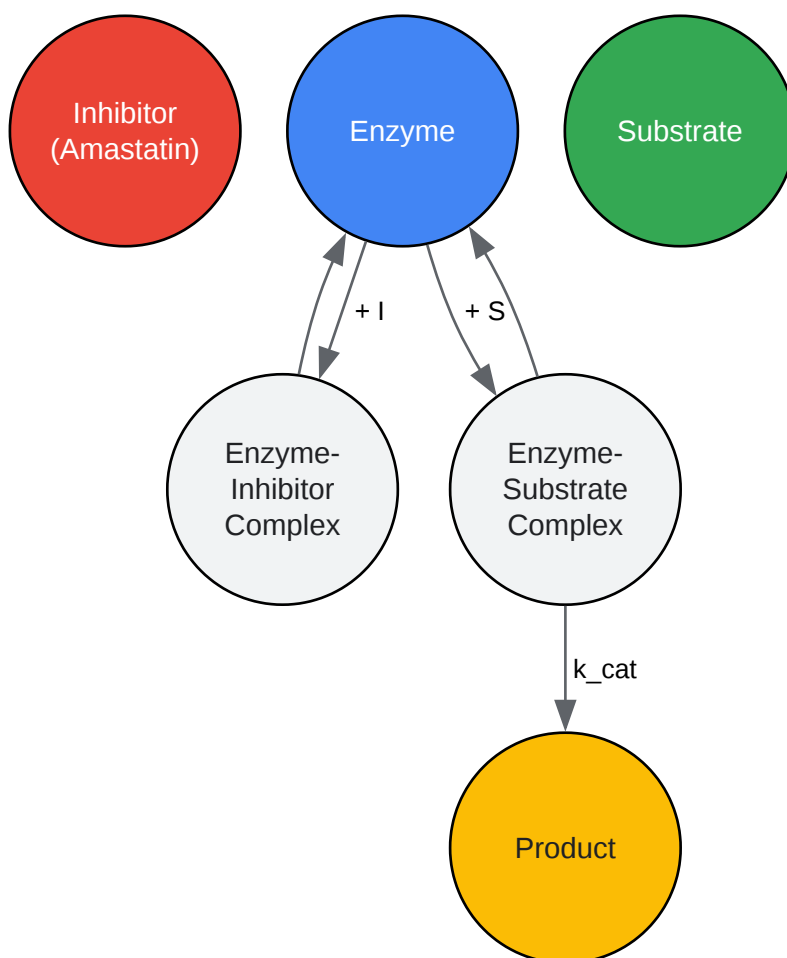 Inhibitor
(Amastatin)
Enzyme
Substrate
+ I
+ S
Enzyme-
Inhibitor
Complex
Enzyme-
Substrate
Complex
k_cat
Product